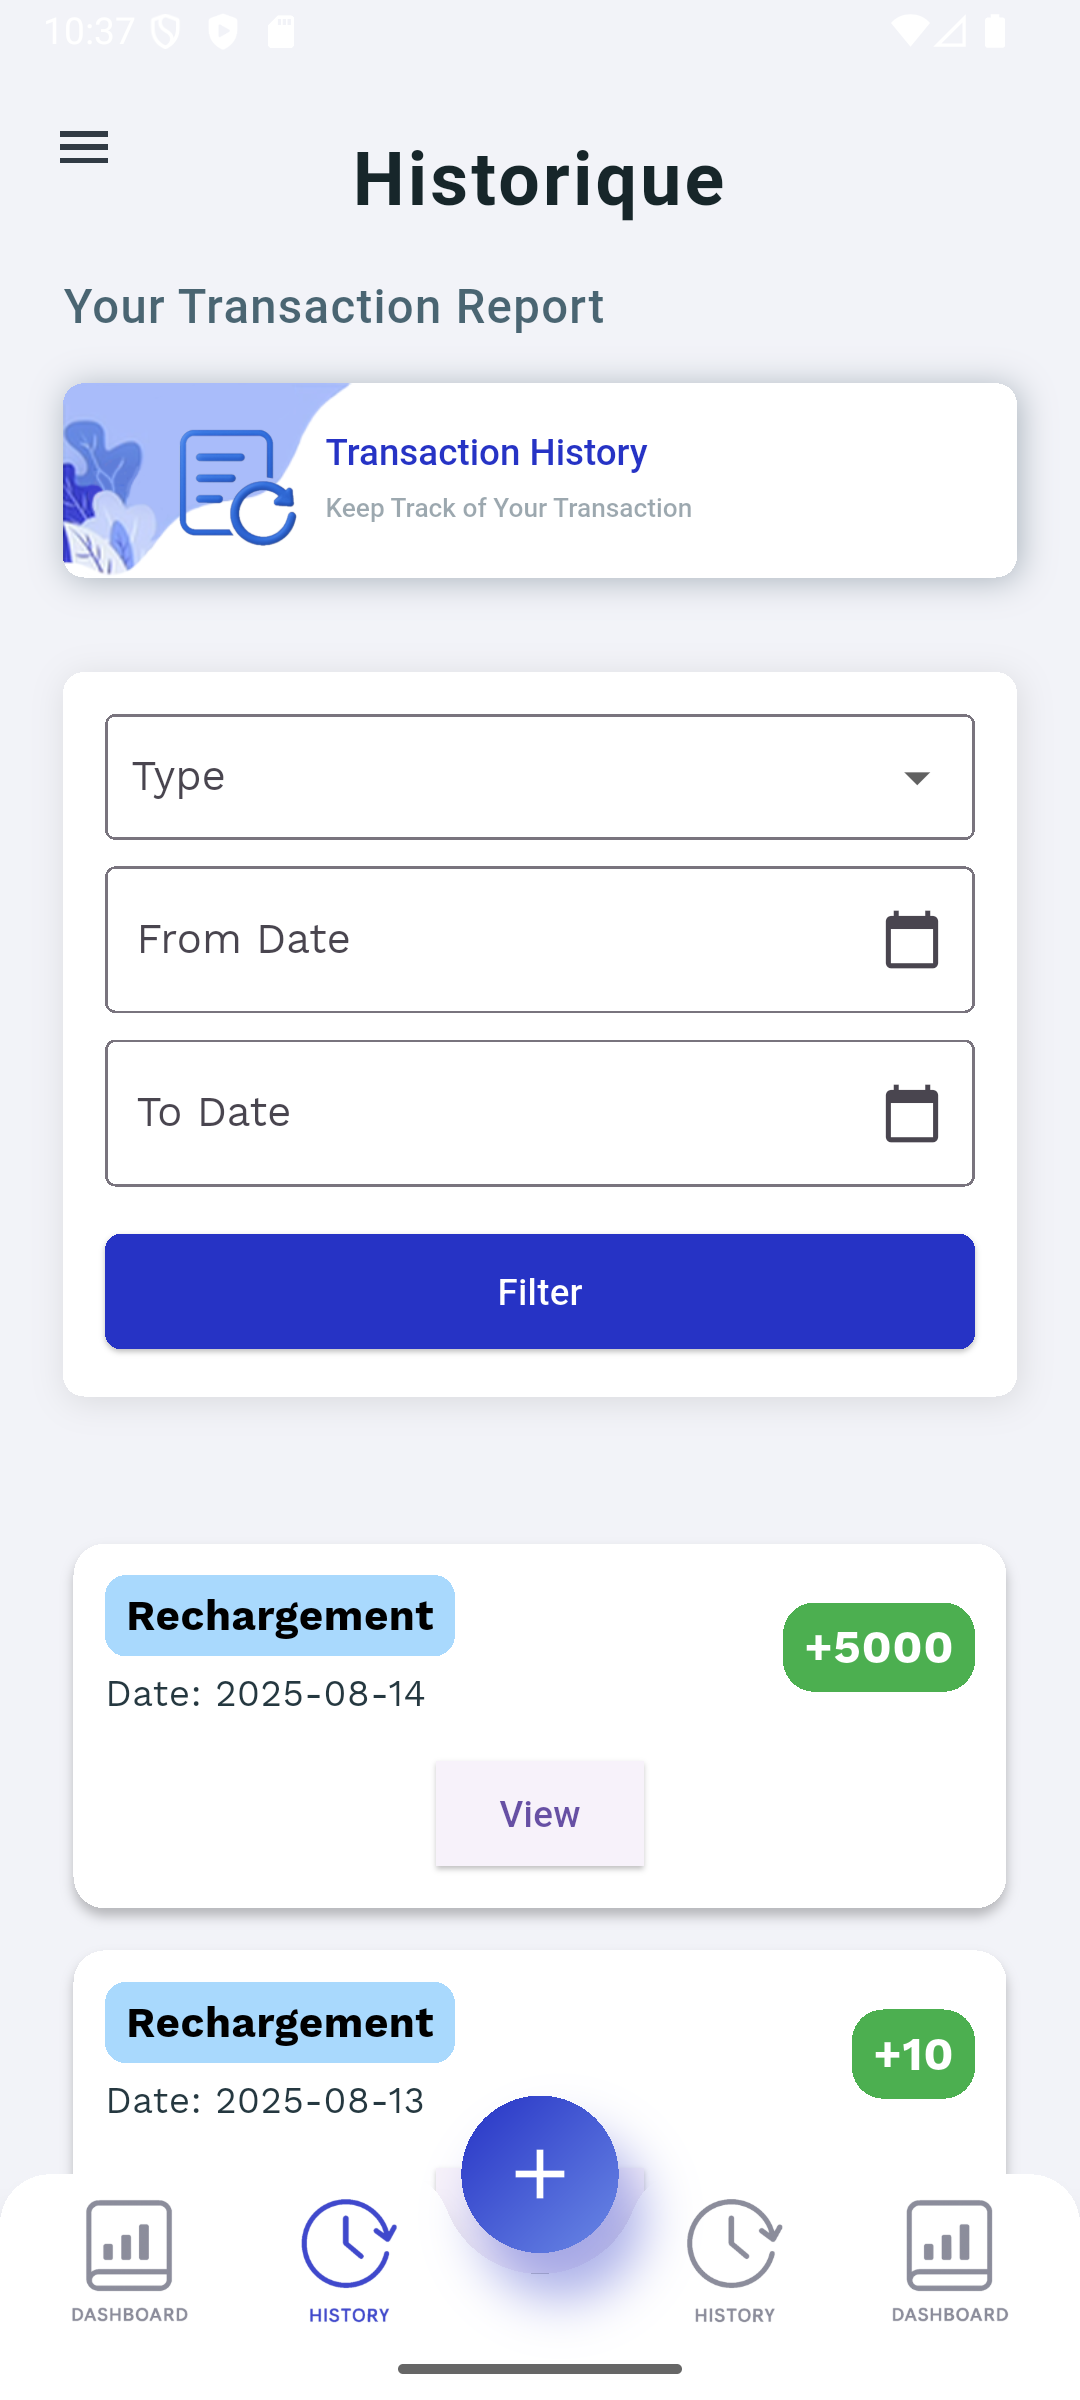 10:37
Historique
Your Transaction Report
Transaction History
Keep Track of Your Transaction
Type
From Date
To Date
Filter
Rechargement
+5000
Date: 2025-08-14
View
Rechargement
+10
Date: 2025-08-13
DASHBOARD
HISTORY
HISTORY
DASHBOARD